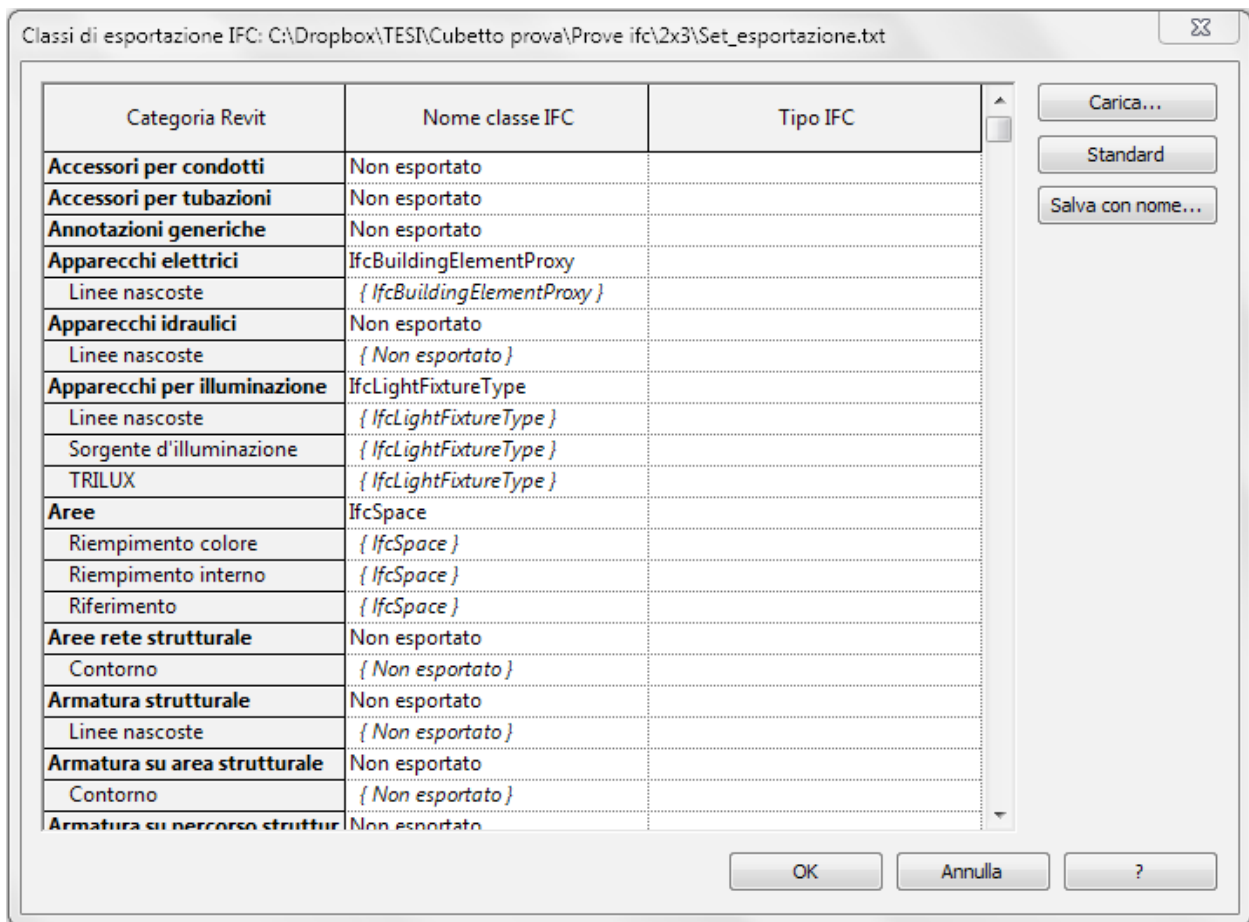 Classi di esportazione IFC: C:\Dropbox\TESI\Cubetto prova\Prove ifc\2x3\Set_esportazione.txt
Categoria Revit Nome classe IFC Tipo IFC
Carica...
Standard
Salva con nome...
Accessori per condotti Non esportato
Accessori per tubazioni Non esportato
Annotazioni generiche Non esportato
Apparecchi elettrici IfcBuildingElementProxy
Linee nascoste { IfcBuildingElementProxy }
Apparecchi idraulici Non esportato
Linee nascoste { Non esportato }
Apparecchi per illuminazione IfcLightFixtureType
Linee nascoste { IfcLightFixtureType }
Sorgente d'illuminazione { IfcLightFixtureType }
TRILUX { IfcLightFixtureType }
Aree IfcSpace
Riempimento colore { IfcSpace }
Riempimento interno { IfcSpace }
Riferimento { IfcSpace }
Aree rete strutturale Non esportato
Contorno { Non esportato }
Armatura strutturale Non esportato
Linee nascoste { Non esportato }
Armatura su area strutturale Non esportato
Contorno { Non esportato }
Armatura su percorso struttur Non esportato
OK Annulla ?